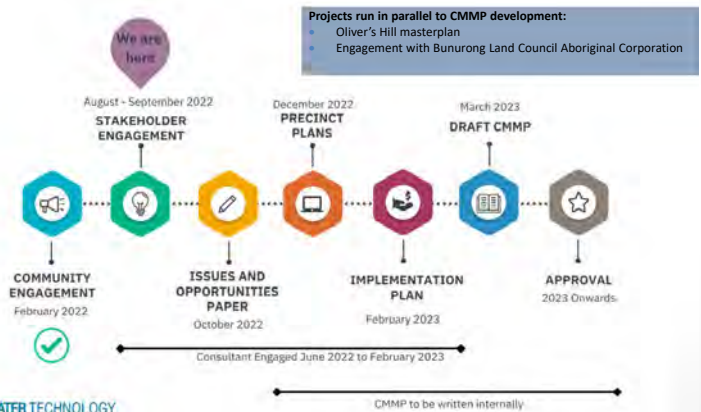 Projects run in parallel to CMMP development:
Oliver's Hill masterplan
Engagement with Bunurong Land Council Aboriginal Corporation
We are
here
August - September 2022
STAKEHOLDER
ENGAGEMENT
December 2022
PRECINCT
PLANS
March 2023
DRAFT CMMP
COMMUNITY
ENGAGEMENT
February 2022
ISSUES AND
OPPORTUNITIES
PAPER
October 2022
IMPLEMENTATION
PLAN
February 2023
APPROVAL
2023 Onwards
Consultant Engaged June 2022 to February 2023
CMMP to be written internally
ATER TECHNOLOGY